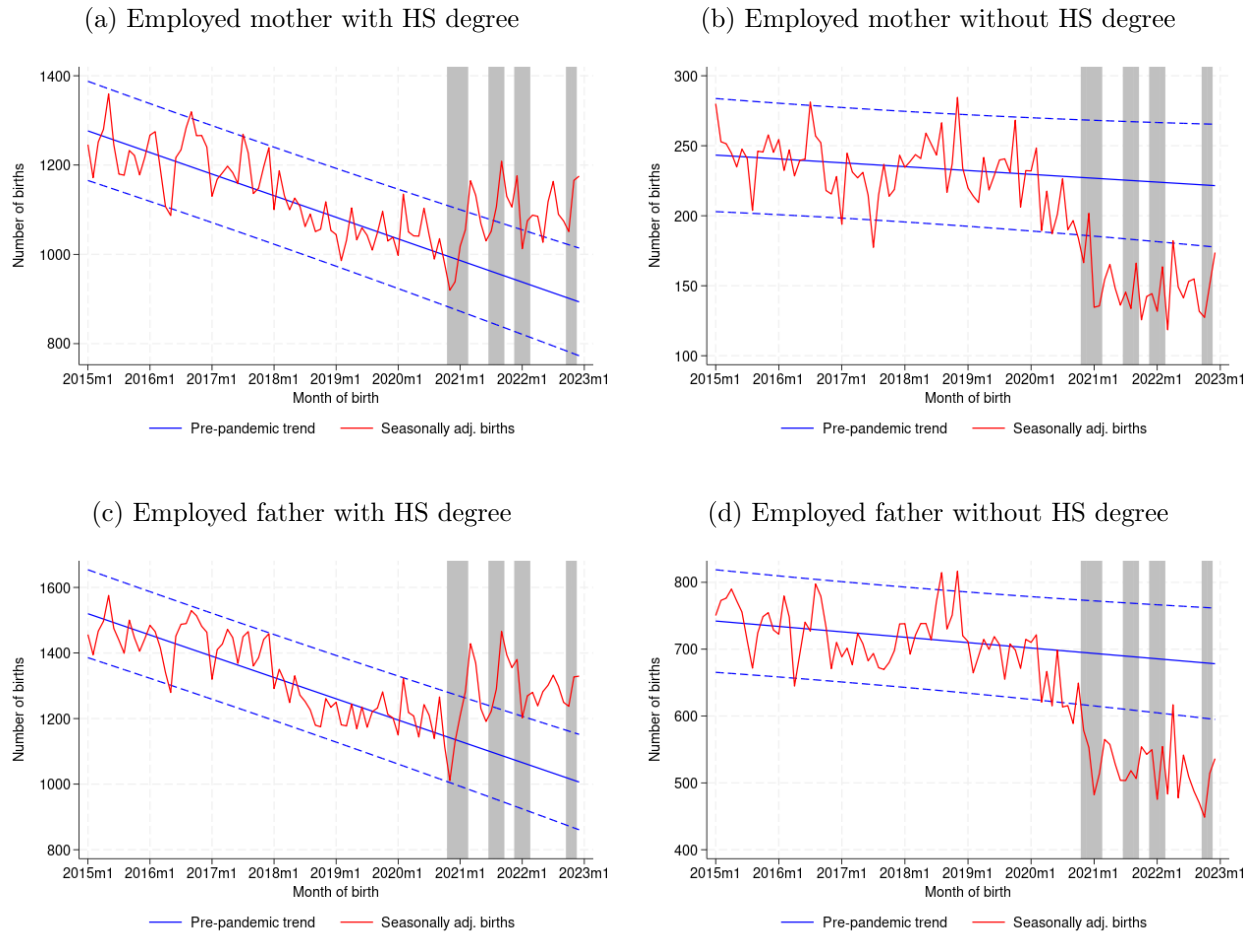 (a) Employed mother with HS degree
1400
1200
1000
800
Number of births
2015m1 2016m1 2017m1 2018m1 2019m1 2020m1 2021m1 2022m1 2023m1
Month of birth
Pre-pandemic trend Seasonally adj. births
(b) Employed mother without HS degree
300
250
200
150
100
Number of births
2015m1 2016m1 2017m1 2018m1 2019m1 2020m1 2021m1 2022m1 2023m1
Month of birth
Pre-pandemic trend Seasonally adj. births
(c) Employed father with HS degree
1600
1400
1200
1000
800
Number of births
2015m1 2016m1 2017m1 2018m1 2019m1 2020m1 2021m1 2022m1 2023m1
Month of birth
Pre-pandemic trend Seasonally adj. births
(d) Employed father without HS degree
800
700
600
500
400
Number of births
2015m1 2016m1 2017m1 2018m1 2019m1 2020m1 2021m1 2022m1 2023m1
Month of birth
Pre-pandemic trend Seasonally adj. births